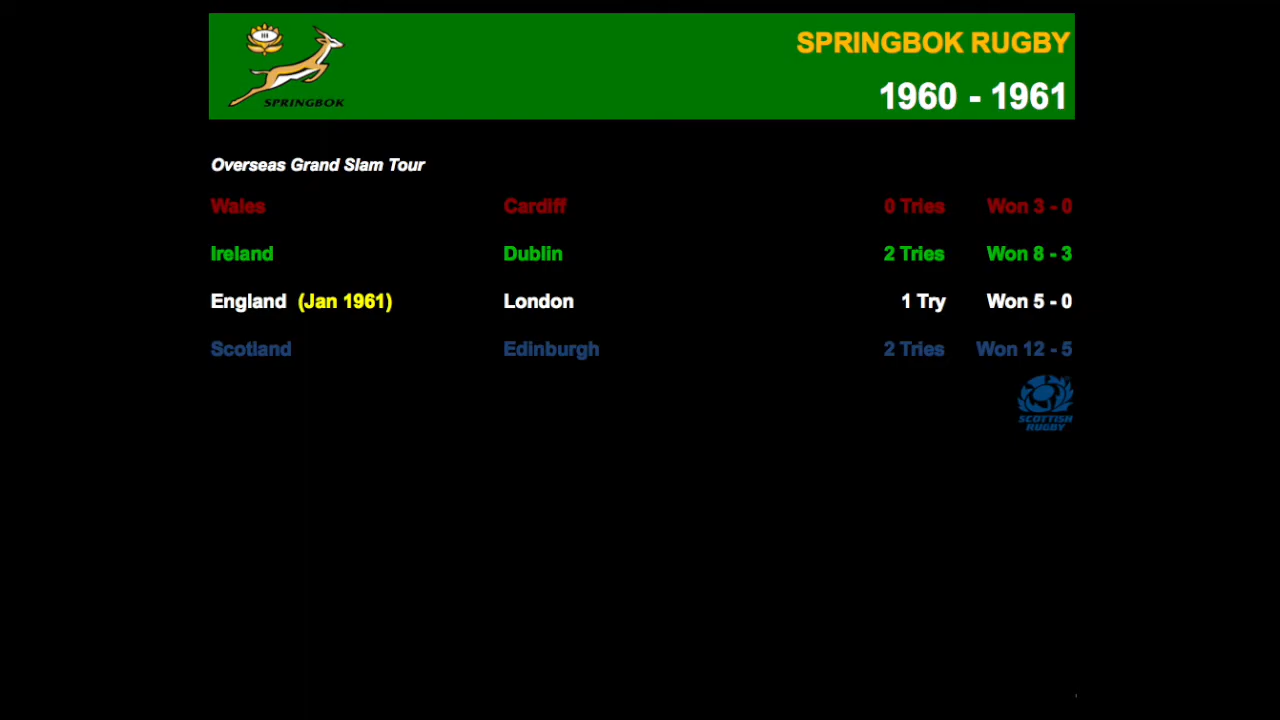 SPRINGBOK RUGBY
SPRINGBOK
1960 - 1961
Overseas Grand Slam Tour
Wales Cardiff 0 Tries Won 3 - 0
Ireland Dublin 2 Tries Won 8 - 3
England (Jan 1961) London 1 Try Won 5 - 0
Scotland Edinburgh 2 Tries Won 12 - 5
SCOTTISH
RUGBY